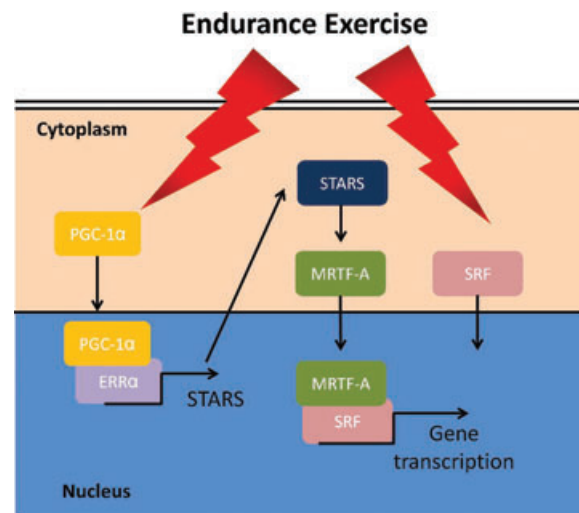 Endurance Exercise
Cytoplasm
STARS
PGC-1α
MRTF-A
SRF
PGC-1α
ERRα
STARS
MRTF-A
SRF
Gene
transcription
Nucleus